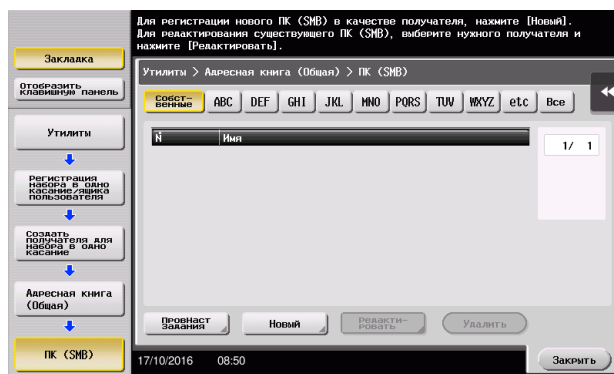 Для регистрации нового ПК (SMB) в качестве получателя, нажмите [Новый].
Для редактирования существующего ПК (SMB), выберите нужного получателя и
нажмите [Редактировать].
Закладка
Отобразить
клавишную панель
Утилиты
Регистрация
набора в одно
касание/ящика
пользователя
Создать
получателя для
набора в одно
касание
Адресная книга
(Общая)
ПК (SMB)
Утилиты > Адресная книга (Общая) > ПК (SMB)
Собст-
венные
ABC
DEF
GHI
JKL
MNO
PQRS
TUV
WXYZ
etc
Все
N
Имя
1/ 1
ПровНаст
Задания
Новый
Редакти-
ровать
Удалить
17/10/2016 08:50
Закрыть